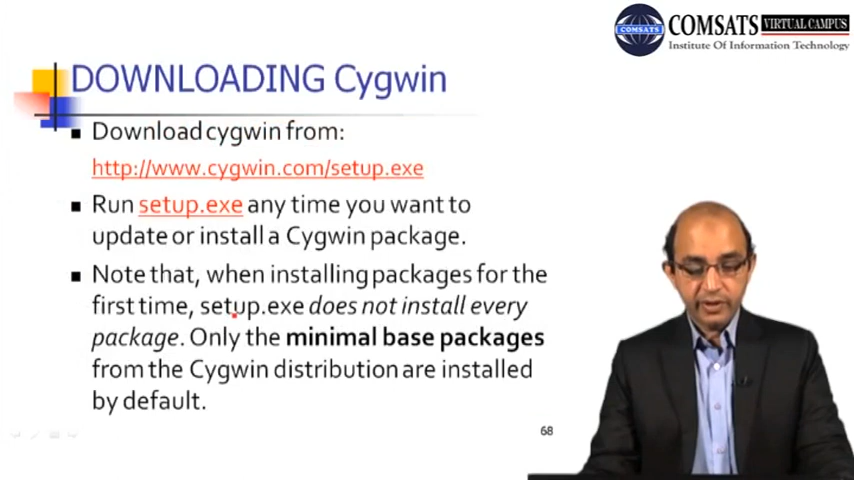 COMSATS VIRTUAL CAMPUS
COMSATS
Institute Of Information Technology
DOWNLOADING Cygwin
Download cygwin from:
http://www.cygwin.com/setup.exe
Run setup.exe any time you want to
update or install a Cygwin package.
Note that, when installing packages for the
first time, setup.exe does not install every
package. Only the minimal base packages
from the Cygwin distribution are installed
by default.
68